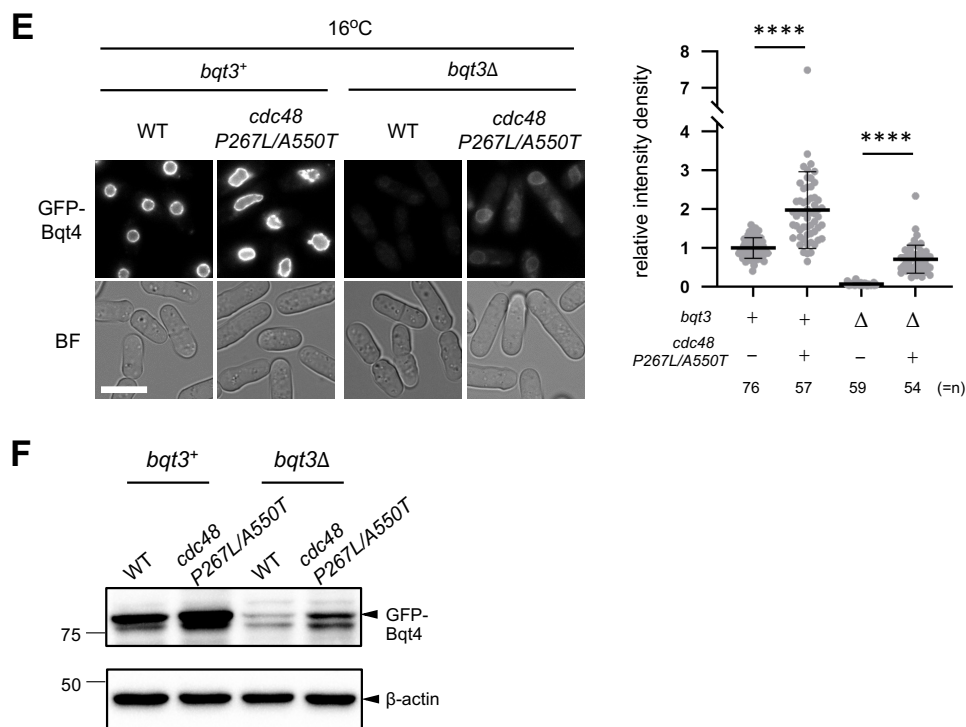 E
16°C
bqt3+
bqt3Δ
WT
cdc48
P267L/A550T
WT
cdc48
P267L/A550T
GFP-
Bqt4
BF
****
****
relative intensity density
8
7
6
4
3
2
1
0
bqt3 + + Δ Δ
cdc48
P267L/A550T – + – +
76 57 59 54 (=n)
F
bqt3+
bqt3Δ
WT
cdc48
P267L/A550T
WT
cdc48
P267L/A550T
GFP-
Bqt4
75
50
β-actin